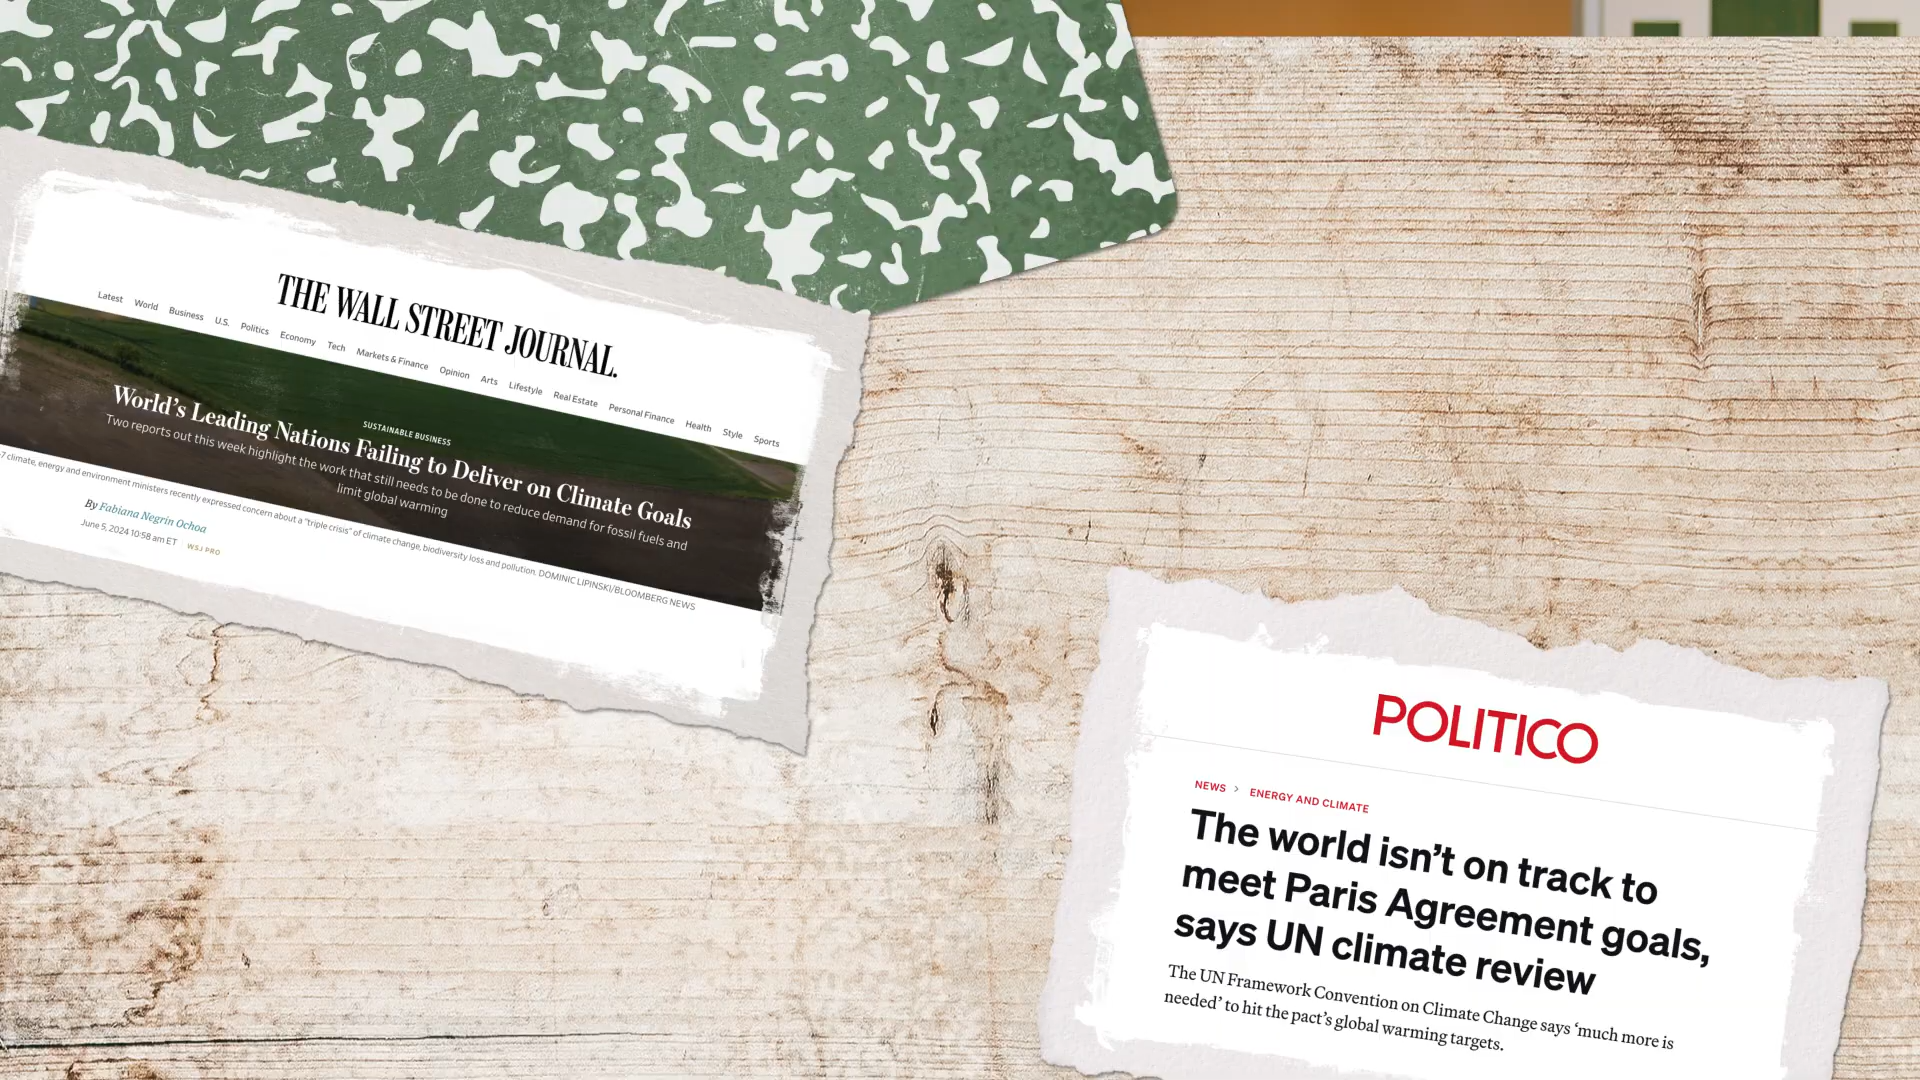 THE WALL STREET JOURNAL.
Latest World Business U.S. Politics Economy Tech Markets & Finance Opinion Arts Lifestyle Real Estate Personal Finance Health Style Sports
SUSTAINABLE BUSINESS
World’s Leading Nations Failing to Deliver on Climate Goals
Two reports out this week highlight the work that still needs to be done to reduce demand for fossil fuels and
limit global warming
-7 climate, energy and environment ministers recently expressed concern about a “triple crisis” of climate change, biodiversity loss and pollution. DOMINIC LIPINSKI/BLOOMBERG NEWS
By Fabiana Negrin Ochoa
June 5, 2024 10:58 am ET WSJ PRO
POLITICO
NEWS > ENERGY AND CLIMATE
The world isn’t on track to
meet Paris Agreement goals,
says UN climate review
The UN Framework Convention on Climate Change says ‘much more is
needed’ to hit the pact’s global warming targets.